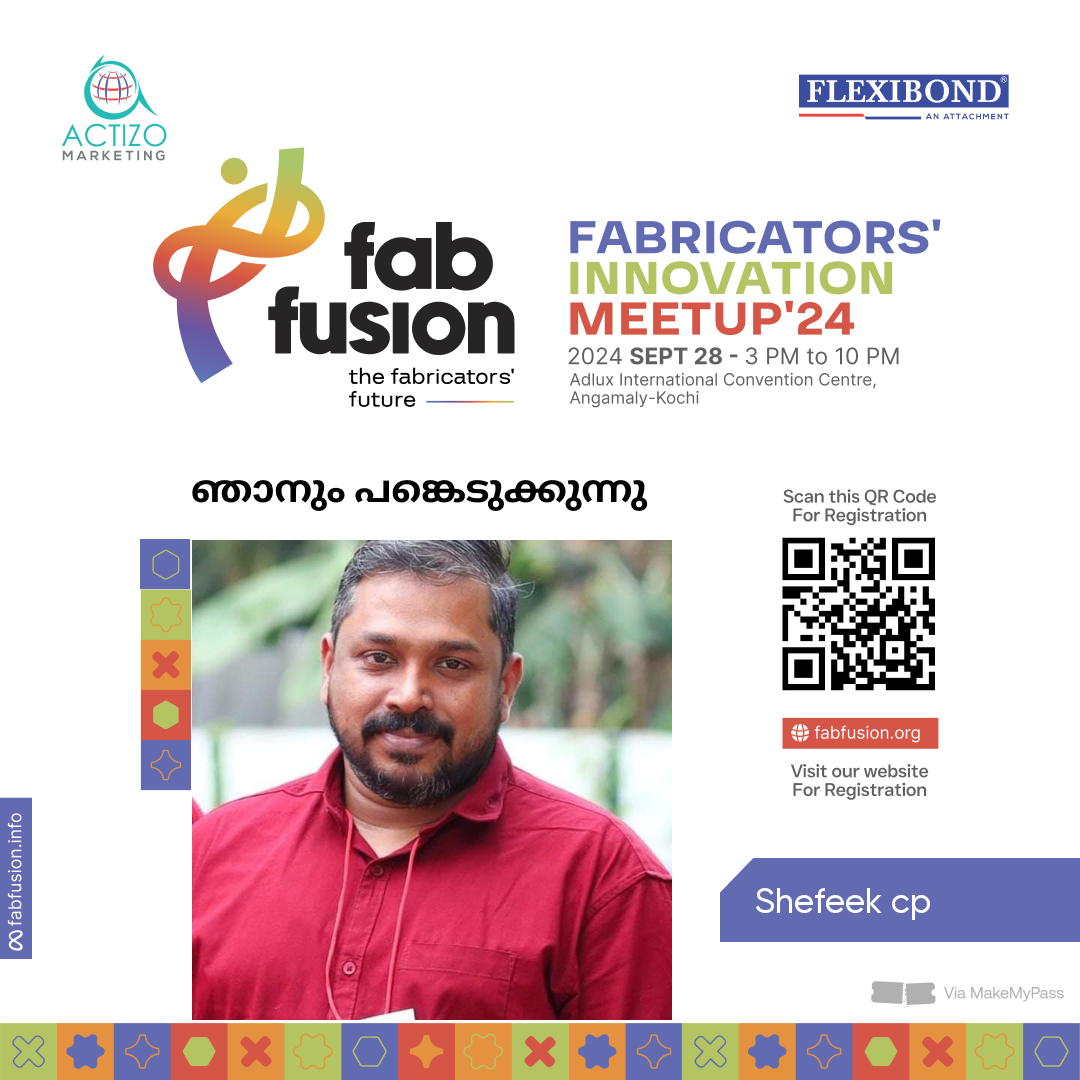 ACTIZO
MARKETING
FLEXIBOND®
AN ATTACHMENT
fab
fusion
the fabricators'
future
FABRICATORS'
INNOVATION
MEETUP'24
2024 SEPT 28 - 3 PM to 10 PM
Adlux International Convention Centre,
Angamaly-Kochi
ഞാനും പങ്കെടുക്കുന്നു
Scan this QR Code
For Registration
fabfusion.org
Visit our website
For Registration
fabfusion.info
Shefeek cp
Via MakeMyPass